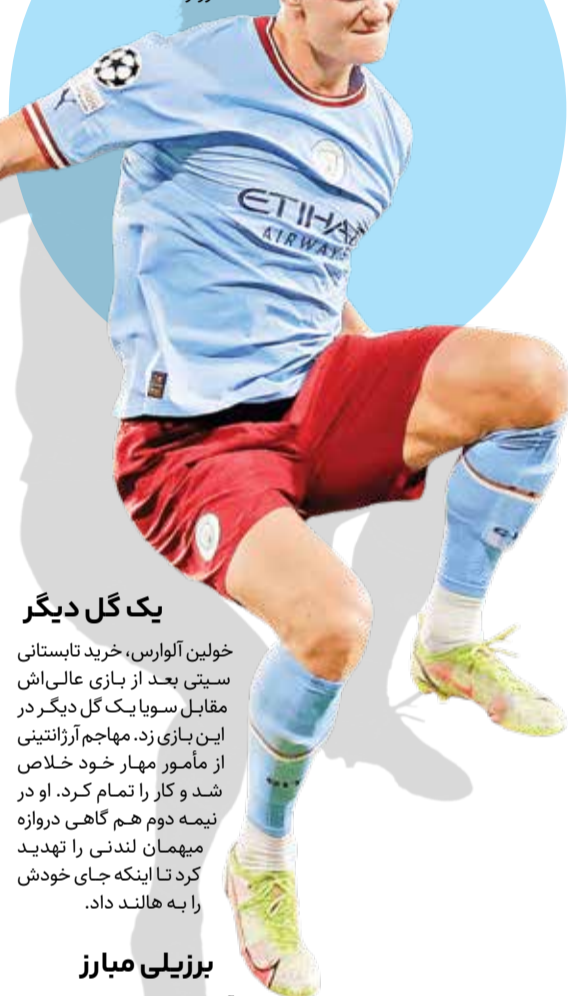 ETIHA
AIRWAYS
یک گل دیگر
خولین آلوارس، خرید تابستانی
سیتی بعد از بازی عالی‌اش
مقابل سویا یک گل دیگر در
این بازی زد. مهاجم آرژانتینی
از مأمور مهار خود خلاص
شد و کار را تمام کرد. او در
نیمه دوم هم گاهی دروازه
میهمان لندنی را تهدید
کرد تا اینکه جای خودش
را به هالند داد.
برزیلی مبارز